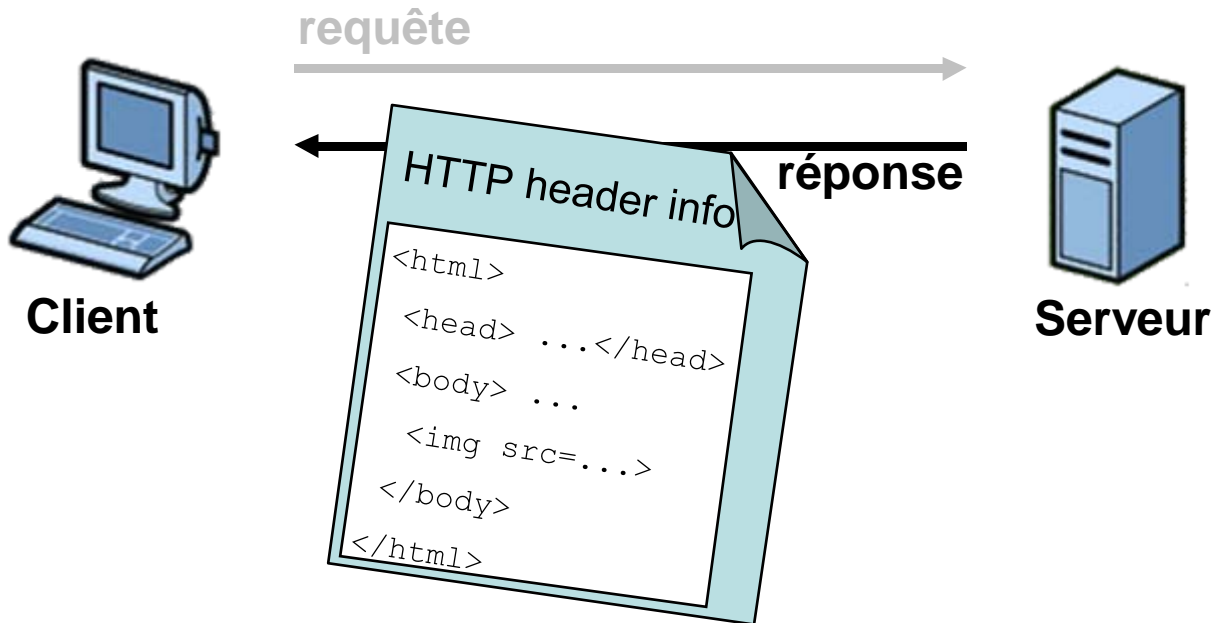 requête
réponse
HTTP header info
<html>
<head> ...</head>
<body> ...
<img src=...>
</body>
</html>
Client
Serveur